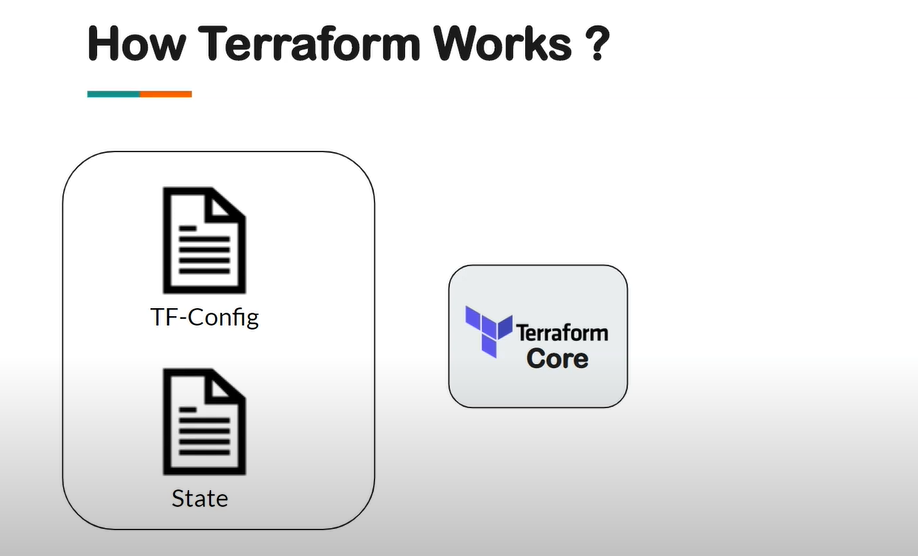 How Terraform Works ?
TF-Config
State
Terraform
Core